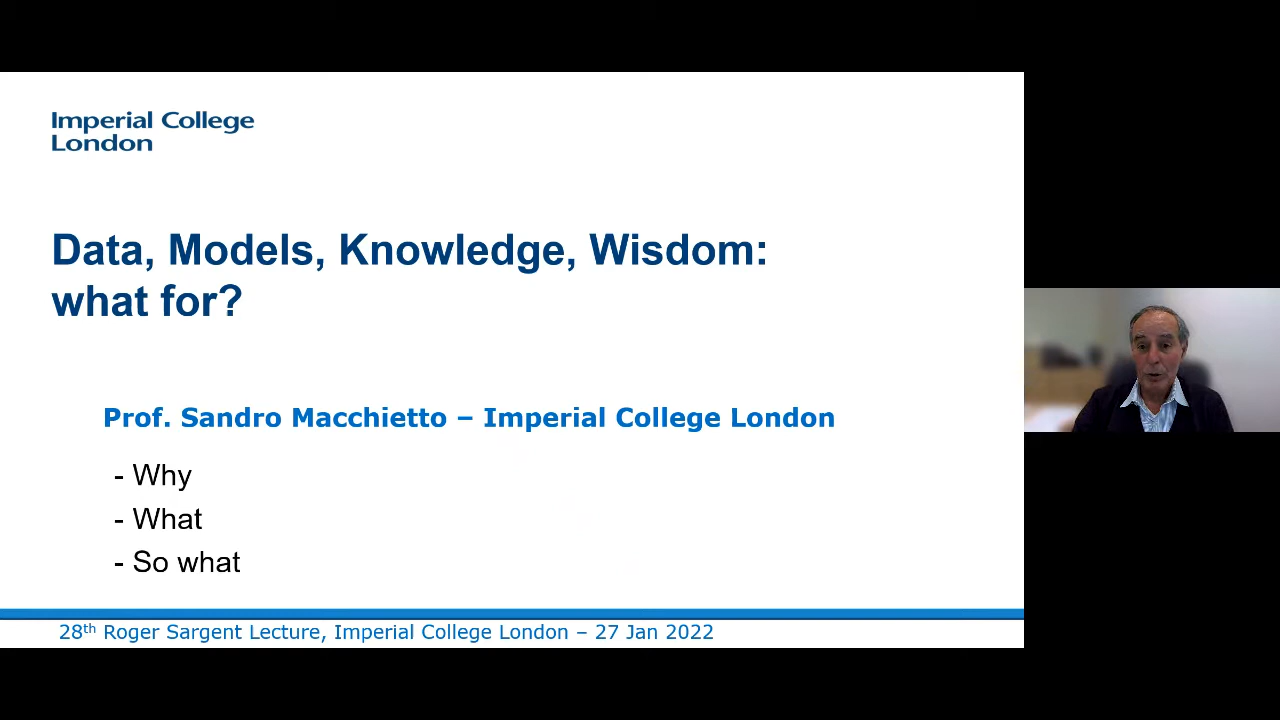 Imperial College
London
Data, Models, Knowledge, Wisdom:
what for?
Prof. Sandro Macchietto – Imperial College London
- Why
- What
- So what
28th Roger Sargent Lecture, Imperial College London – 27 Jan 2022